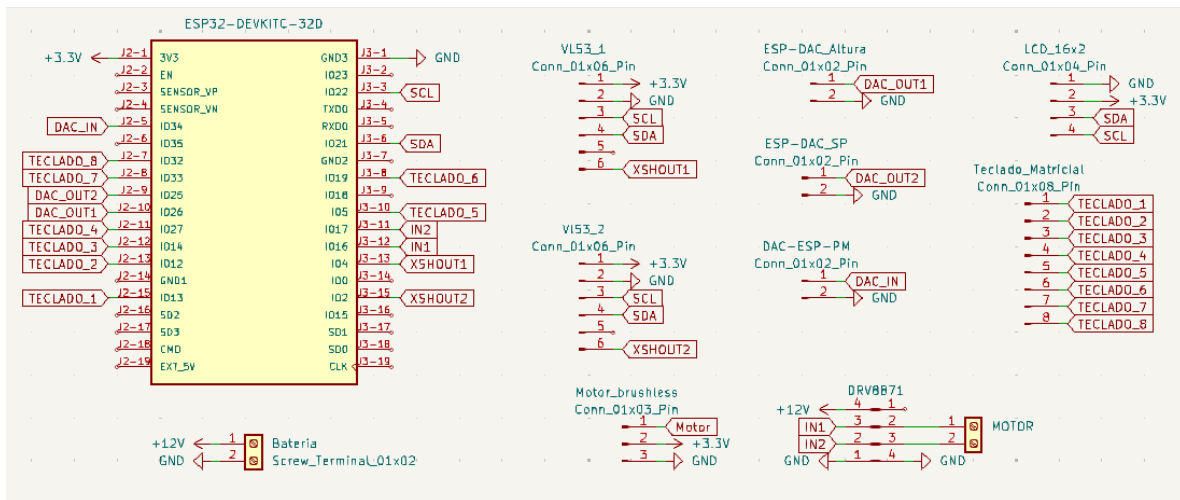 ESP32-DEVKITC-32D
+3.3V J2-1 3V3 GND3 J3-1 GND
J2-2 EN IO23 J3-2
J2-3 SENSOR_VP IO22 J3-3 SCL
J2-4 SENSOR_VN TXD0 J3-4
DAC_IN J2-5 IO34 RXD0 J3-5
J2-6 IO35 IO21 J3-6 SDA
TECLADO_8 J2-7 IO32 GND2 J3-7
TECLADO_7 J2-8 IO33 IO19 J3-8 TECLADO_6
DAC_OUT2 J2-9 IO25 IO18 J3-9
DAC_OUT1 J2-10 IO26 IO5 J3-10 TECLADO_5
TECLADO_4 J2-11 IO27 IO17 J3-11 IN2
TECLADO_3 J2-12 IO14 IO16 J3-12 IN1
TECLADO_2 J2-13 IO12 IO4 J3-13 XSHOUT1
J2-14 GND1 IO0 J3-14
TECLADO_1 J2-15 IO13 IO2 J3-15 XSHOUT2
J2-16 SD2 IO15 J3-16
J2-17 SD3 SD1 J3-17
J2-18 CMD SD0 J3-18
J2-19 EXT_5V CLK J3-19
+12V 1 Bateria
GND 2 Screw_Terminal_01x02
VL53_1
Conn_01x06_Pin
1 +3.3V
2 GND
3 SCL
4 SDA
5
6 XSHOUT1
VL53_2
Conn_01x06_Pin
1 +3.3V
2 GND
3 SCL
4 SDA
5
6 XSHOUT2
Motor_brushless
Conn_01x03_Pin
1 Motor
2 +3.3V
3 GND
ESP-DAC_Altura
Conn_01x02_Pin
1 DAC_OUT1
2 GND
ESP-DAC_SP
Conn_01x02_Pin
1 DAC_OUT2
2 GND
DAC-ESP-PM
Conn_01x02_Pin
1 DAC_IN
2 GND
DRV8871
+12V 4 1
IN1 3 2 1 MOTOR
IN2 2 3 2
GND 1 4 GND
LCD_16x2
Conn_01x04_Pin
1 GND
2 +3.3V
3 SDA
4 SCL
Teclado_Matricial
Conn_01x08_Pin
1 TECLADO_1
2 TECLADO_2
3 TECLADO_3
4 TECLADO_4
5 TECLADO_5
6 TECLADO_6
7 TECLADO_7
8 TECLADO_8